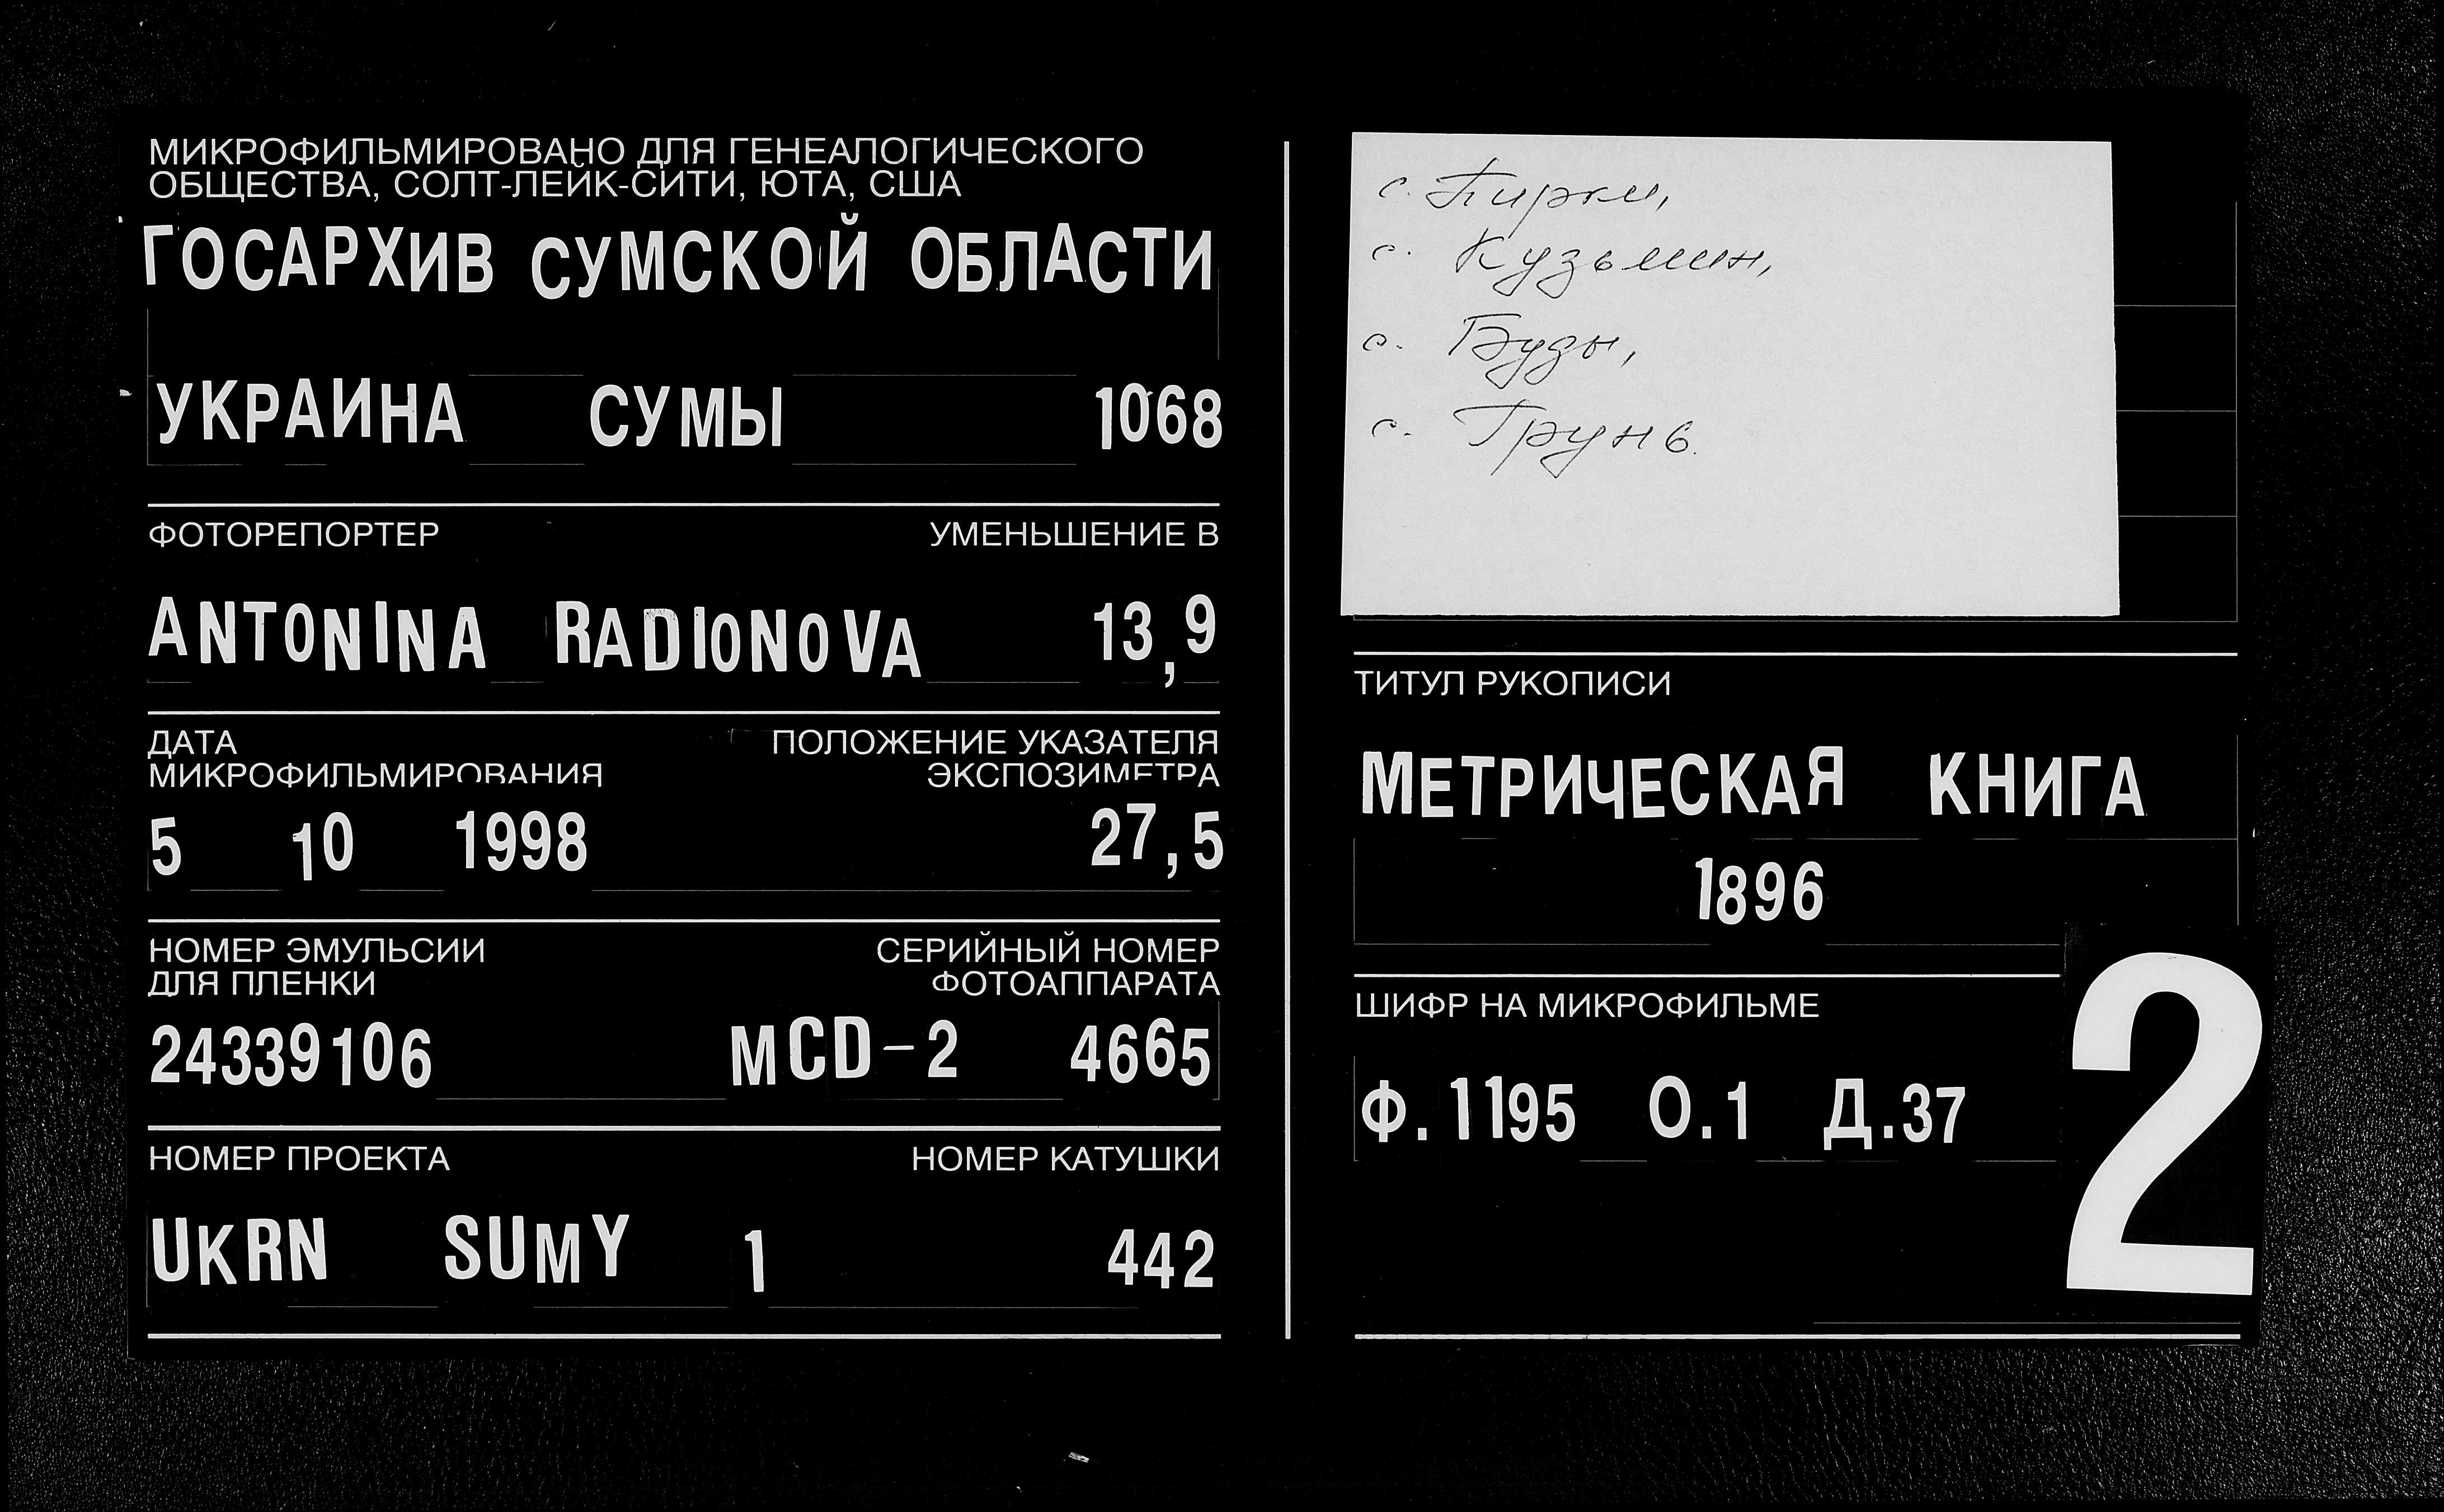 МИКРОФИЛЬМИРОВАНО ДЛЯ ГЕНЕАЛОГИЧЕСКОГО
ОБЩЕСТВА, СОЛТ-ЛЕЙК-СИТИ, ЮТА, США
ГОСАРХИВ СУМСКОЙ ОБЛАСТИ
УКРАИНА СУМЫ 1068
ФОТОРЕПОРТЕР УМЕНЬШЕНИЕ В
ANTONINA RADIONOVA 13,9
ДАТА ПОЛОЖЕНИЕ УКАЗАТЕЛЯ
МИКРОФИЛЬМИРОВАНИЯ ЭКСПОЗИМЕТРА
5 10 1998 27,5
НОМЕР ЭМУЛЬСИИ СЕРИЙНЫЙ НОМЕР
ДЛЯ ПЛЕНКИ ФОТОАППАРАТА
24339106 MCD-2 4665
НОМЕР ПРОЕКТА НОМЕР КАТУШКИ
UKRN SUMY 1 442
с.
с. Кузьмин,
с. Буды,
с. Грунь.
ТИТУЛ РУКОПИСИ
МЕТРИЧЕСКАЯ КНИГА
1896
ШИФР НА МИКРОФИЛЬМЕ
Ф.1195 О.1 Д.37
2